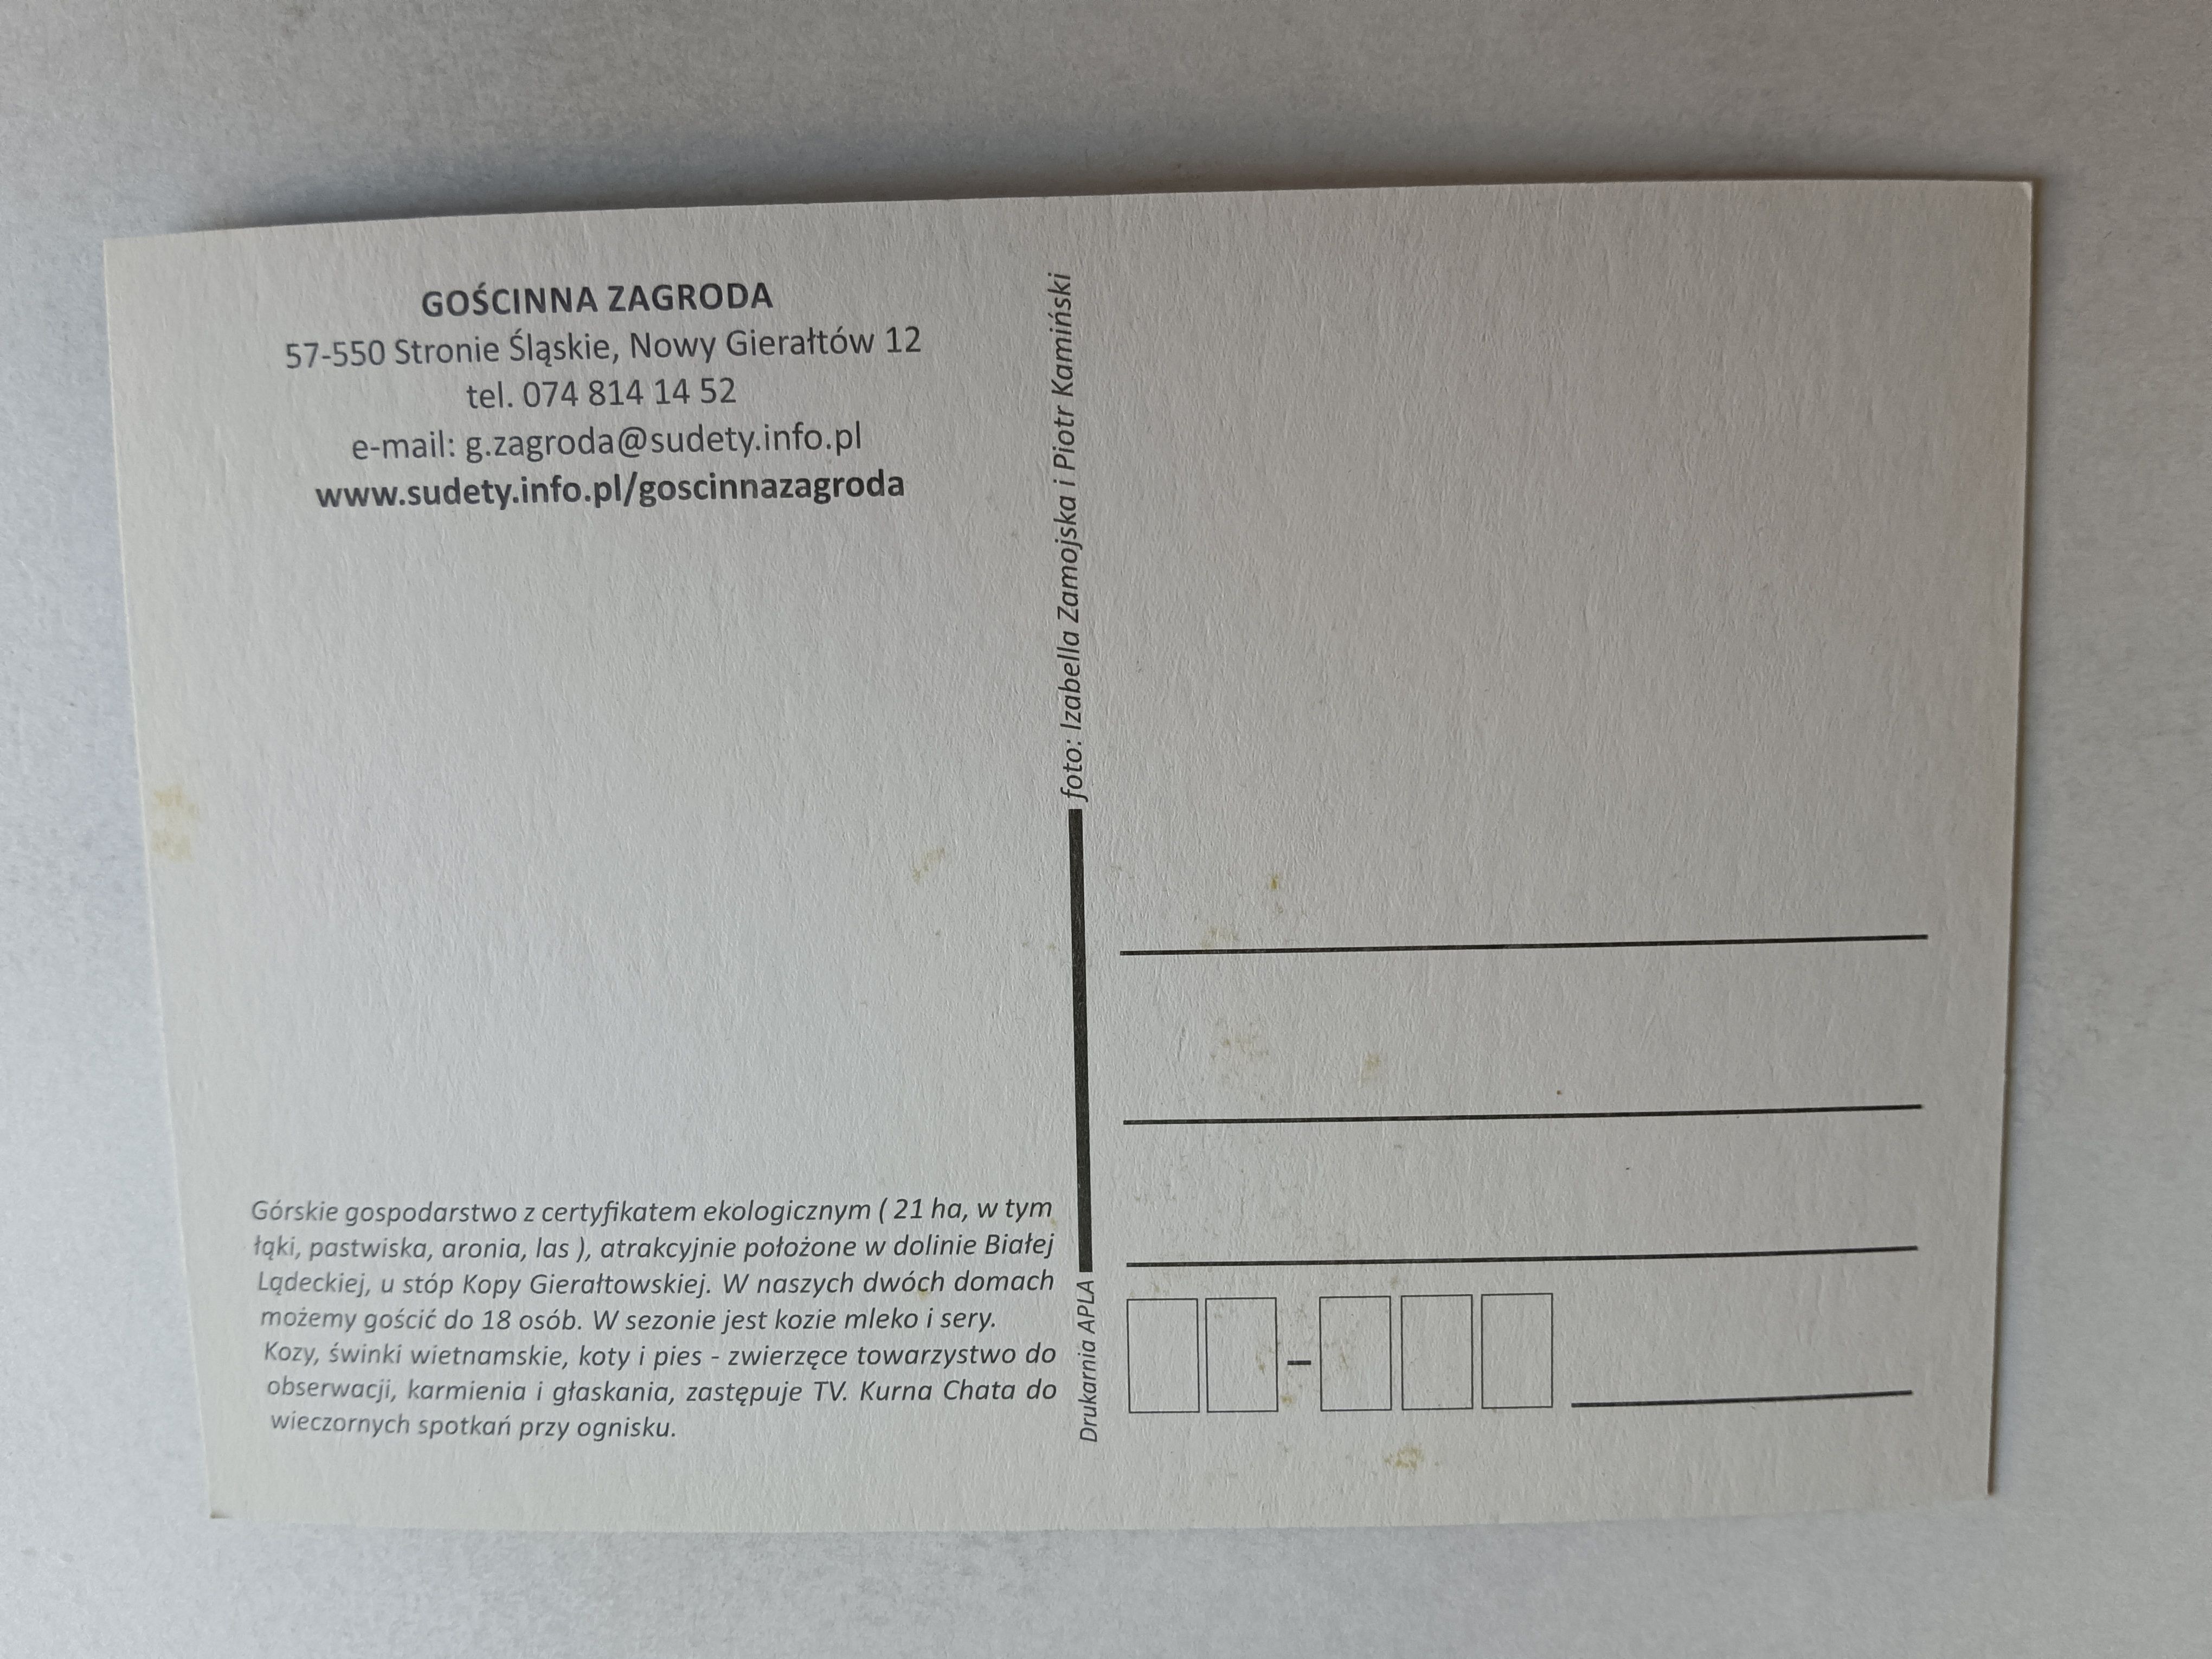 GOŚCINNA ZAGRODA
57-550 Stronie Śląskie, Nowy Gierałtów 12
tel. 074 814 14 52
e-mail: g.zagroda@sudety.info.pl
www.sudety.info.pl/goscinnazagroda
Górskie gospodarstwo z certyfikatem ekologicznym ( 21 ha, w tym
łąki, pastwiska, aronia, las ), atrakcyjnie położone w dolinie Białej
Lądeckiej, u stóp Kopy Gierałtowskiej. W naszych dwóch domach
możemy gościć do 18 osób. W sezonie jest kozie mleko i sery.
Kozy, świnki wietnamskie, koty i pies - zwierzęce towarzystwo do
obserwacji, karmienia i głaskania, zastępuje TV. Kurna Chata do
wieczornych spotkań przy ognisku.
foto: Izabella Zamojska i Piotr Kamiński
Drukarnia APLA